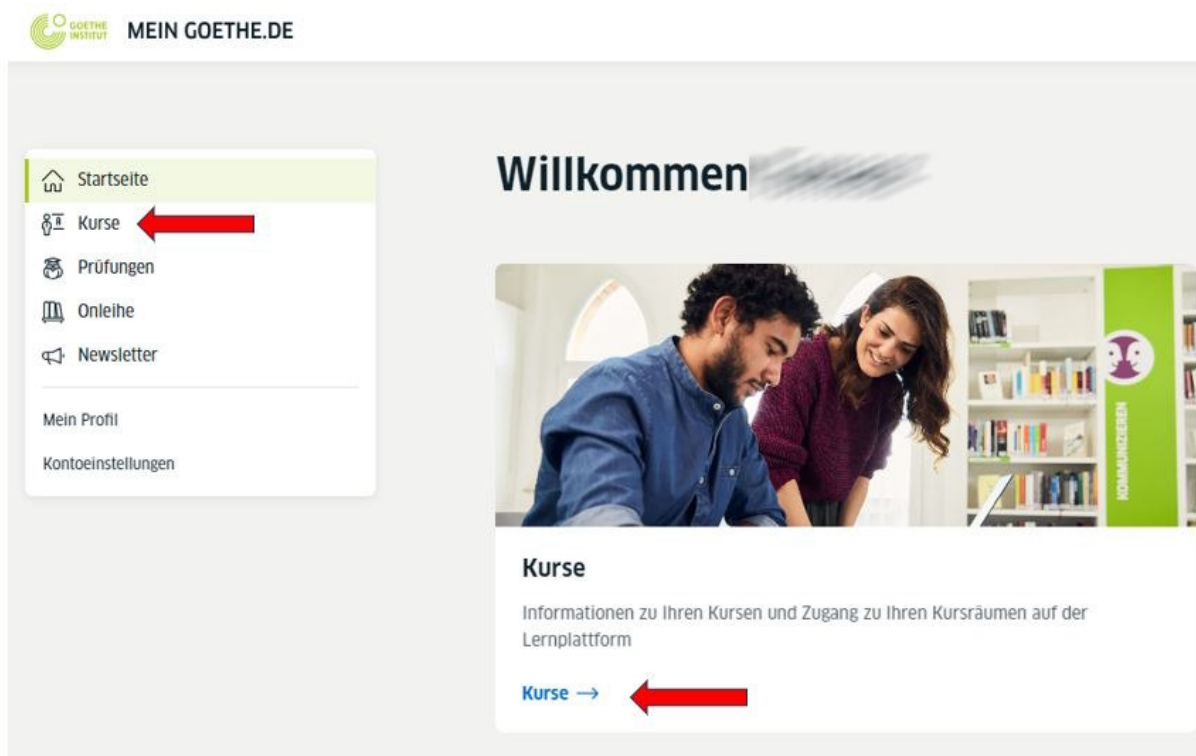 GOETHE
INSTITUT
MEIN GOETHE.DE
Startseite
Kurse
Prüfungen
Onleihe
Newsletter
Mein Profil
Kontoeinstellungen
Willkommen
KOMMUNIZIEREN
Kurse
Informationen zu Ihren Kursen und Zugang zu Ihren Kursräumen auf der
Lernplattform
Kurse →